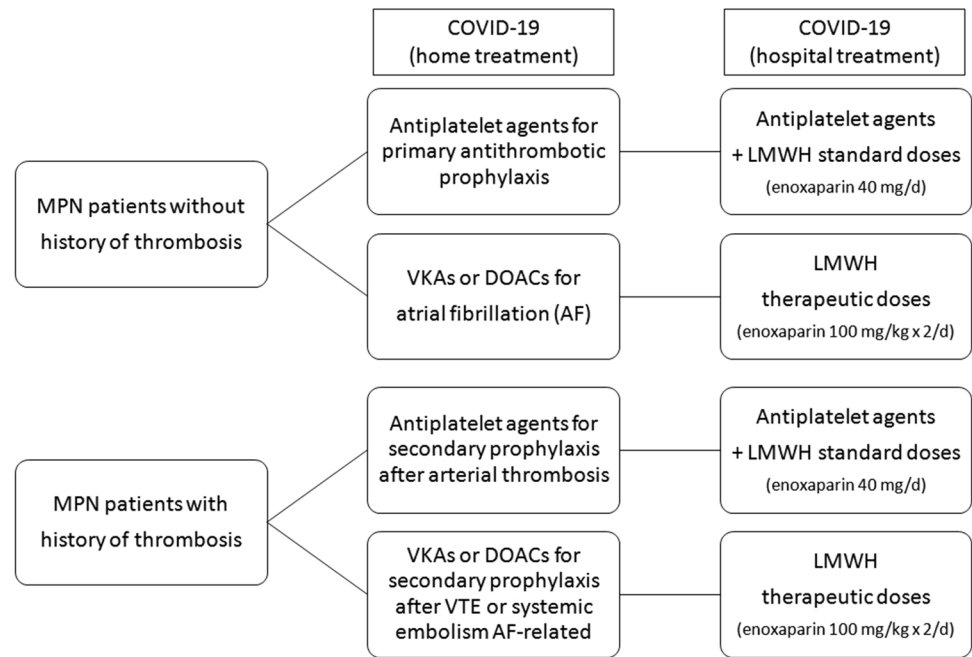 COVID-19
(home treatment)
COVID-19
(hospital treatment)
MPN patients without
history of thrombosis
Antiplatelet agents for
primary antithrombotic
prophylaxis
Antiplatelet agents
+ LMWH standard doses
(enoxaparin 40 mg/d)
VKAs or DOACs for
atrial fibrillation (AF)
LMWH
therapeutic doses
(enoxaparin 100 mg/kg x 2/d)
MPN patients with
history of thrombosis
Antiplatelet agents for
secondary prophylaxis
after arterial thrombosis
Antiplatelet agents
+ LMWH standard doses
(enoxaparin 40 mg/d)
VKAs or DOACs for
secondary prophylaxis
after VTE or systemic
embolism AF-related
LMWH
therapeutic doses
(enoxaparin 100 mg/kg x 2/d)